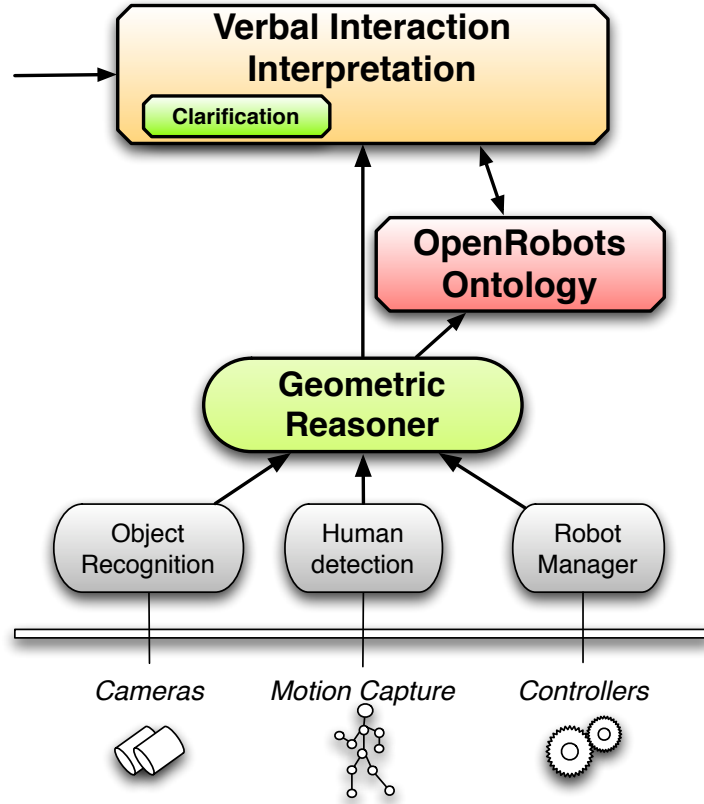 Verbal Interaction
Interpretation
Clarification
OpenRobots
Ontology
Geometric
Reasoner
Object
Recognition
Human
detection
Robot
Manager
Cameras
Motion Capture
Controllers